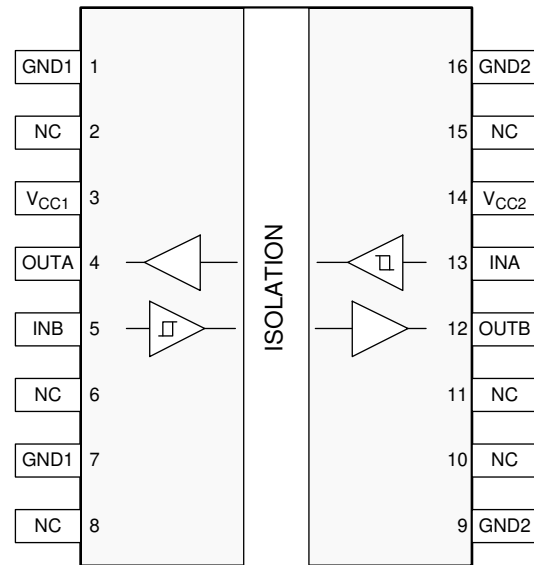 GND1 1 16 GND2
NC 2 15 NC
VCC1 3 14 VCC2
OUTA 4 13 INA
INB 5 12 OUTB
NC 6 11 NC
GND1 7 10 NC
NC 8 9 GND2
ISOLATION